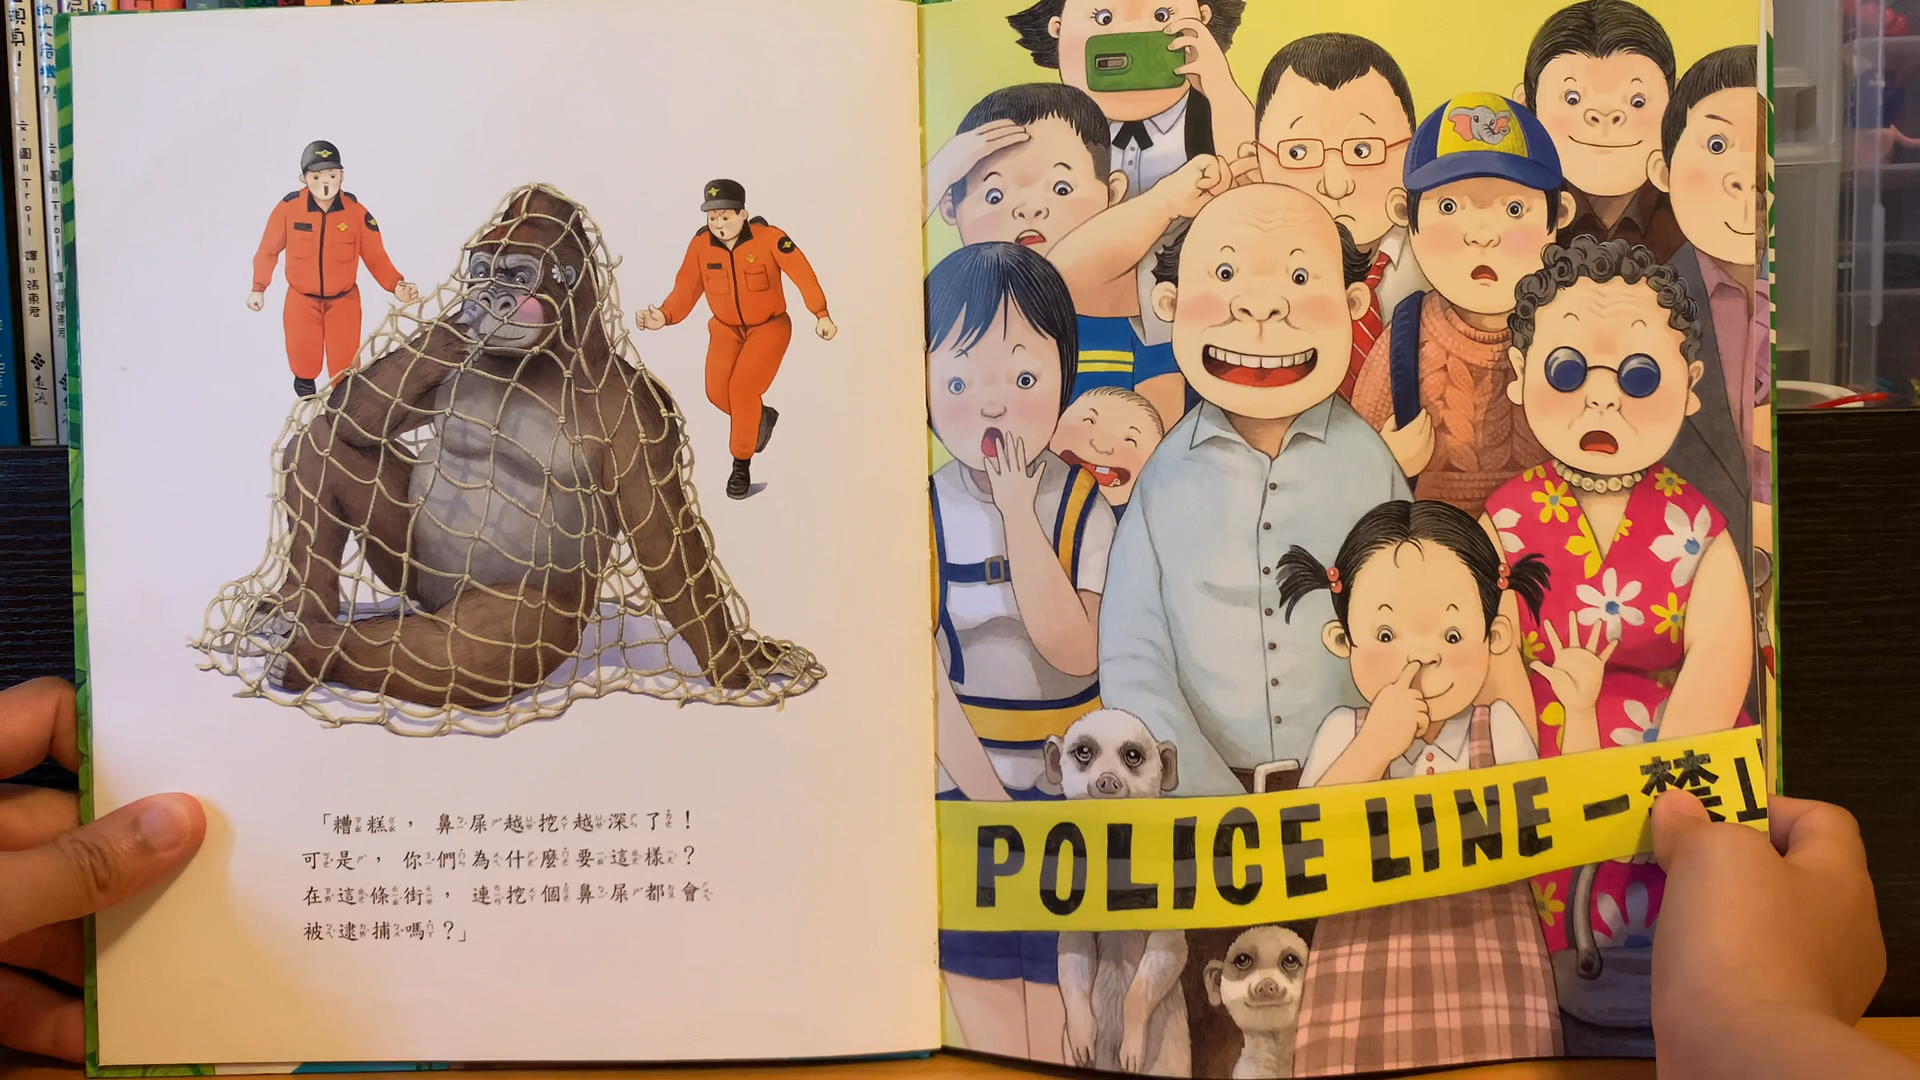 「糟糕，鼻屎越挖越深了！
可是，你們為什麼要這樣？
在這條街，連挖個鼻屎都會
被逮捕嗎？」
POLICE LINE－禁止